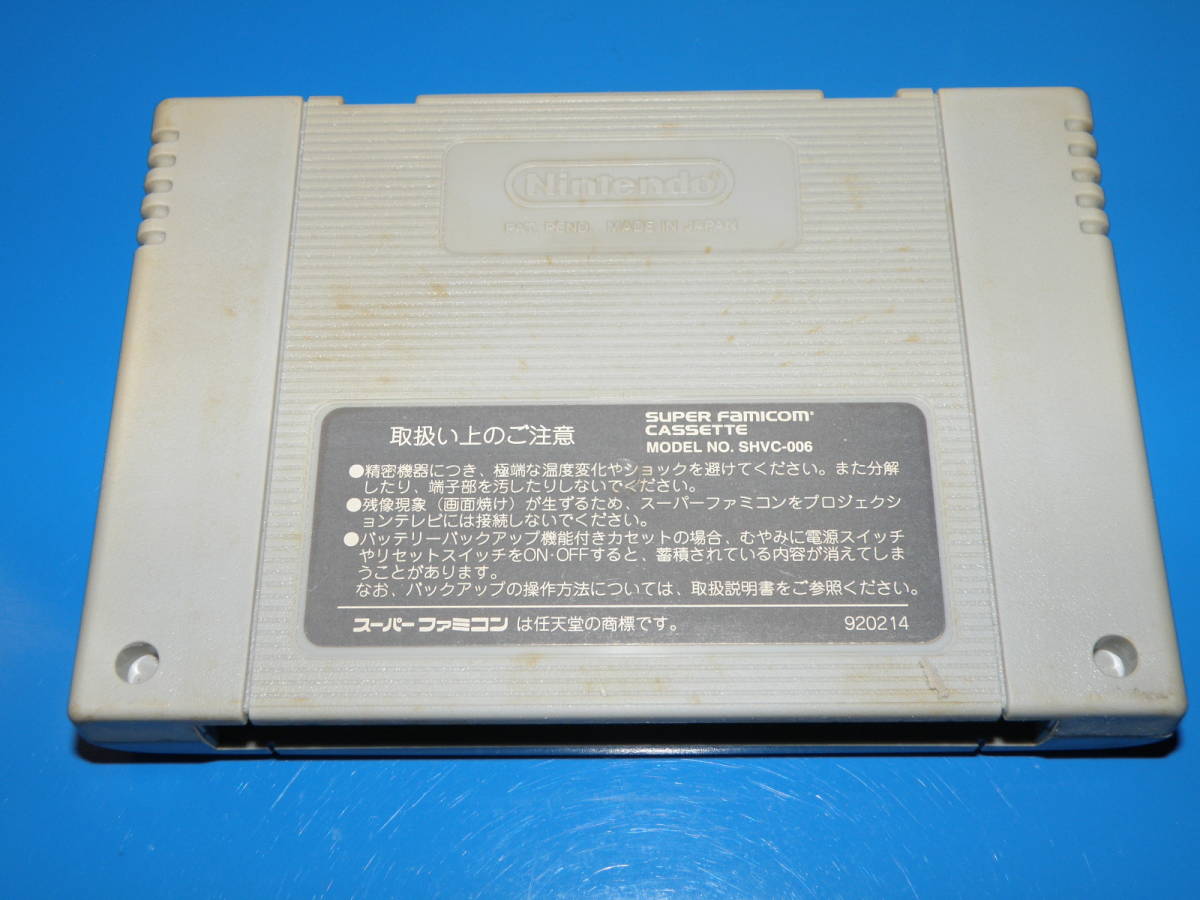 Nintendo
PAT. PEND. MADE IN JAPAN
取扱い上のご注意
SUPER FAMICOM
CASSETTE
MODEL NO. SHVC-006
●精密機器につき、極端な温度変化やショックを避けてください。また分解
したり、端子部を汚したりしないでください。
●残像現象（画面焼け）が生ずるため、スーパーファミコンをプロジェクシ
ョンテレビには接続しないでください。
●バッテリーバックアップ機能付きカセットの場合、むやみに電源スイッチ
やリセットスイッチをON・OFFすると、蓄積されている内容が消えてしま
うことがあります。
なお、バックアップの操作方法については、取扱説明書をご参照ください。
スーパーファミコン は任天堂の商標です。
920214